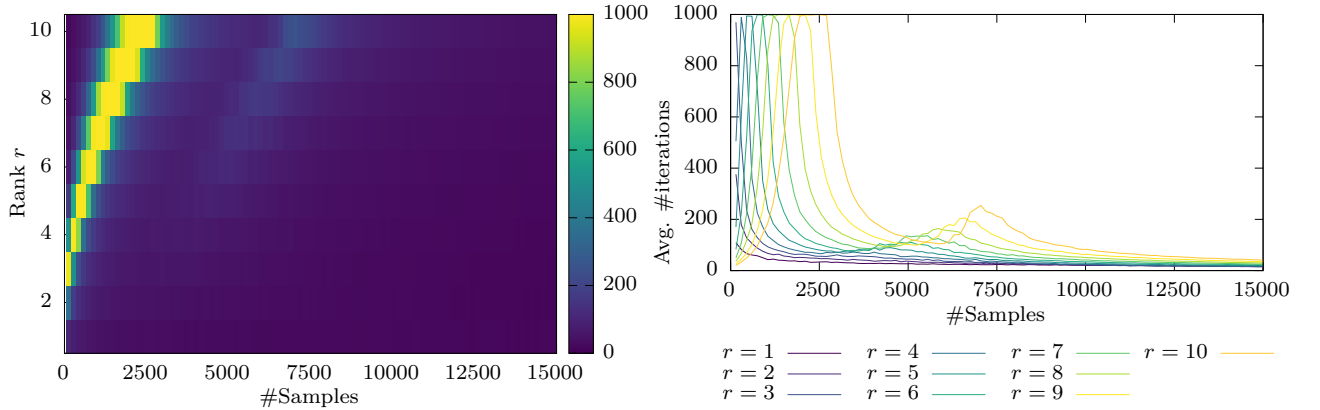 10
8
6
4
2
Rank r
0
2500
5000
7500
10000
12500
15000
#Samples
1000
800
600
400
200
0
1000
800
600
400
200
0
Avg. #iterations
0
2500
5000
7500
10000
12500
15000
#Samples
r = 1
r = 4
r = 7
r = 10
r = 2
r = 5
r = 8
r = 3
r = 6
r = 9